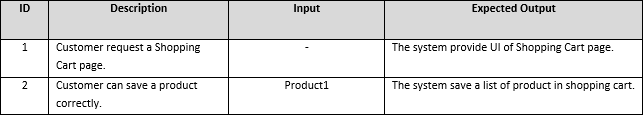 ID Description Input Expected Output
1 Customer request a Shopping - The system provide UI of Shopping Cart page.
Cart page.
2 Customer can save a product Product1 The system save a list of product in shopping cart.
correctly.